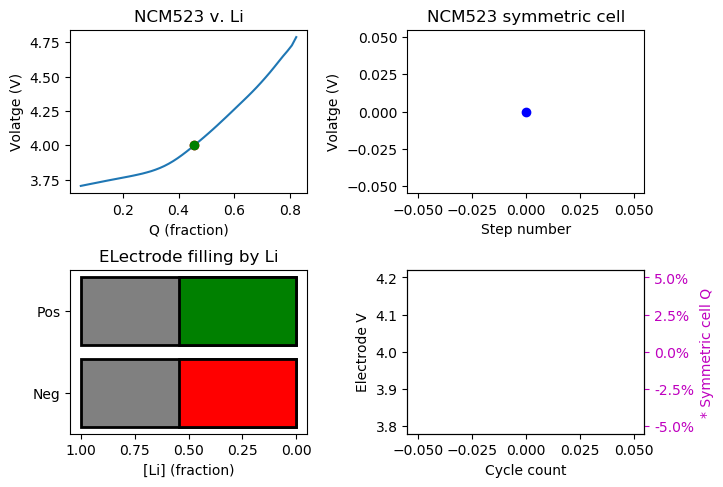 NCM523 v. Li
4.75
4.50
4.25
4.00
3.75
Volatge (V)
0.2 0.4 0.6 0.8
Q (fraction)
NCM523 symmetric cell
0.050
0.025
0.000
−0.025
−0.050
Volatge (V)
−0.050 −0.025 0.000 0.025 0.050
Step number
ELectrode filling by Li
Pos
Neg
1.00 0.75 0.50 0.25 0.00
[Li] (fraction)
4.2
4.1
4.0
3.9
3.8
Electrode V
5.0%
2.5%
0.0%
-2.5%
-5.0%
* Symmetric cell Q
−0.050 −0.025 0.000 0.025 0.050
Cycle count